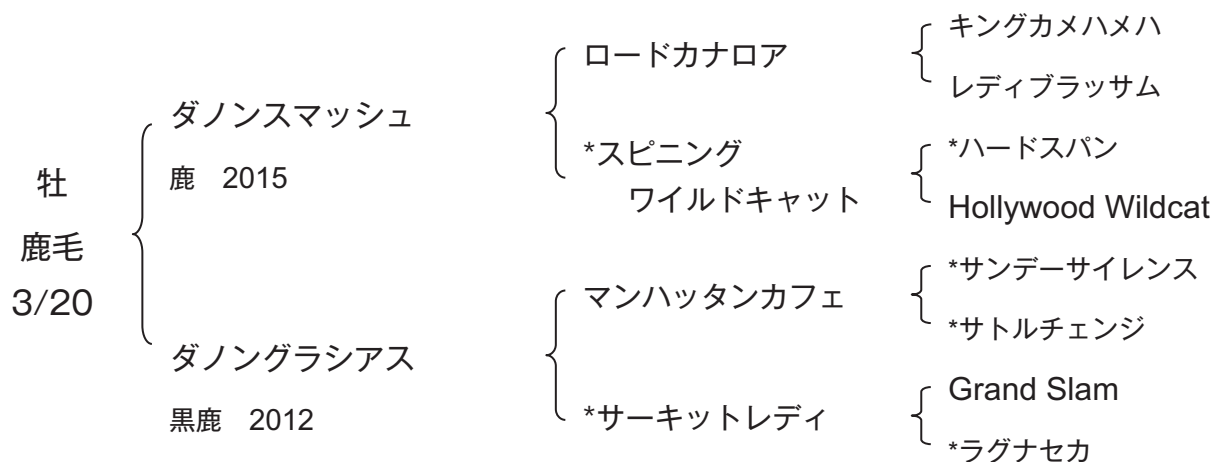 牡
鹿毛
3/20
ダノンスマッシュ
鹿　2015
ダノングラシアス
黒鹿　2012
ロードカナロア
*スピニング
ワイルドキャット
マンハッタンカフェ
*サーキットレディ
キングカメハメハ
レディブラッサム
*ハードスパン
Hollywood Wildcat
*サンデーサイレンス
*サトルチェンジ
Grand Slam
*ラグナセカ